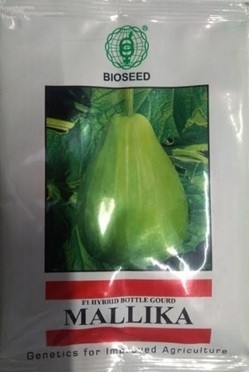 BIOSEED
F1 HYBRID BOTTLE GOURD
MALLIKA
Genetics for Improved Agriculture